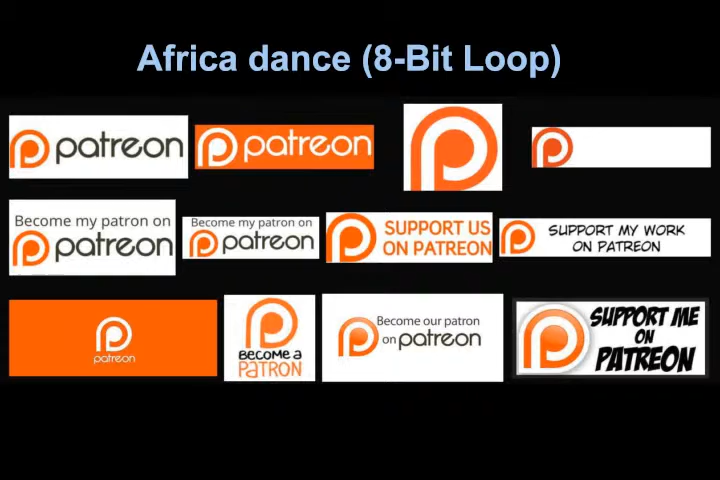 Africa dance (8-Bit Loop)
patreon
patreon
Become my patron on
patreon
Become my patron on
patreon
SUPPORT US
ON PATREON
SUPPORT MY WORK
ON PATREON
patreon
BECOME A
PATRON
Become our patron
on patreon
SUPPORT ME
ON
PATREON